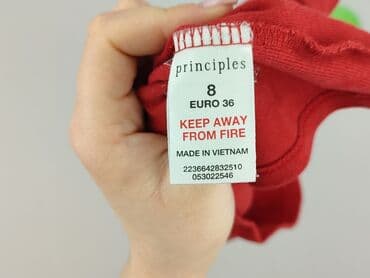 principles
8
EURO 36
KEEP AWAY
FROM FIRE
MADE IN VIETNAM
2236642832510
053022546